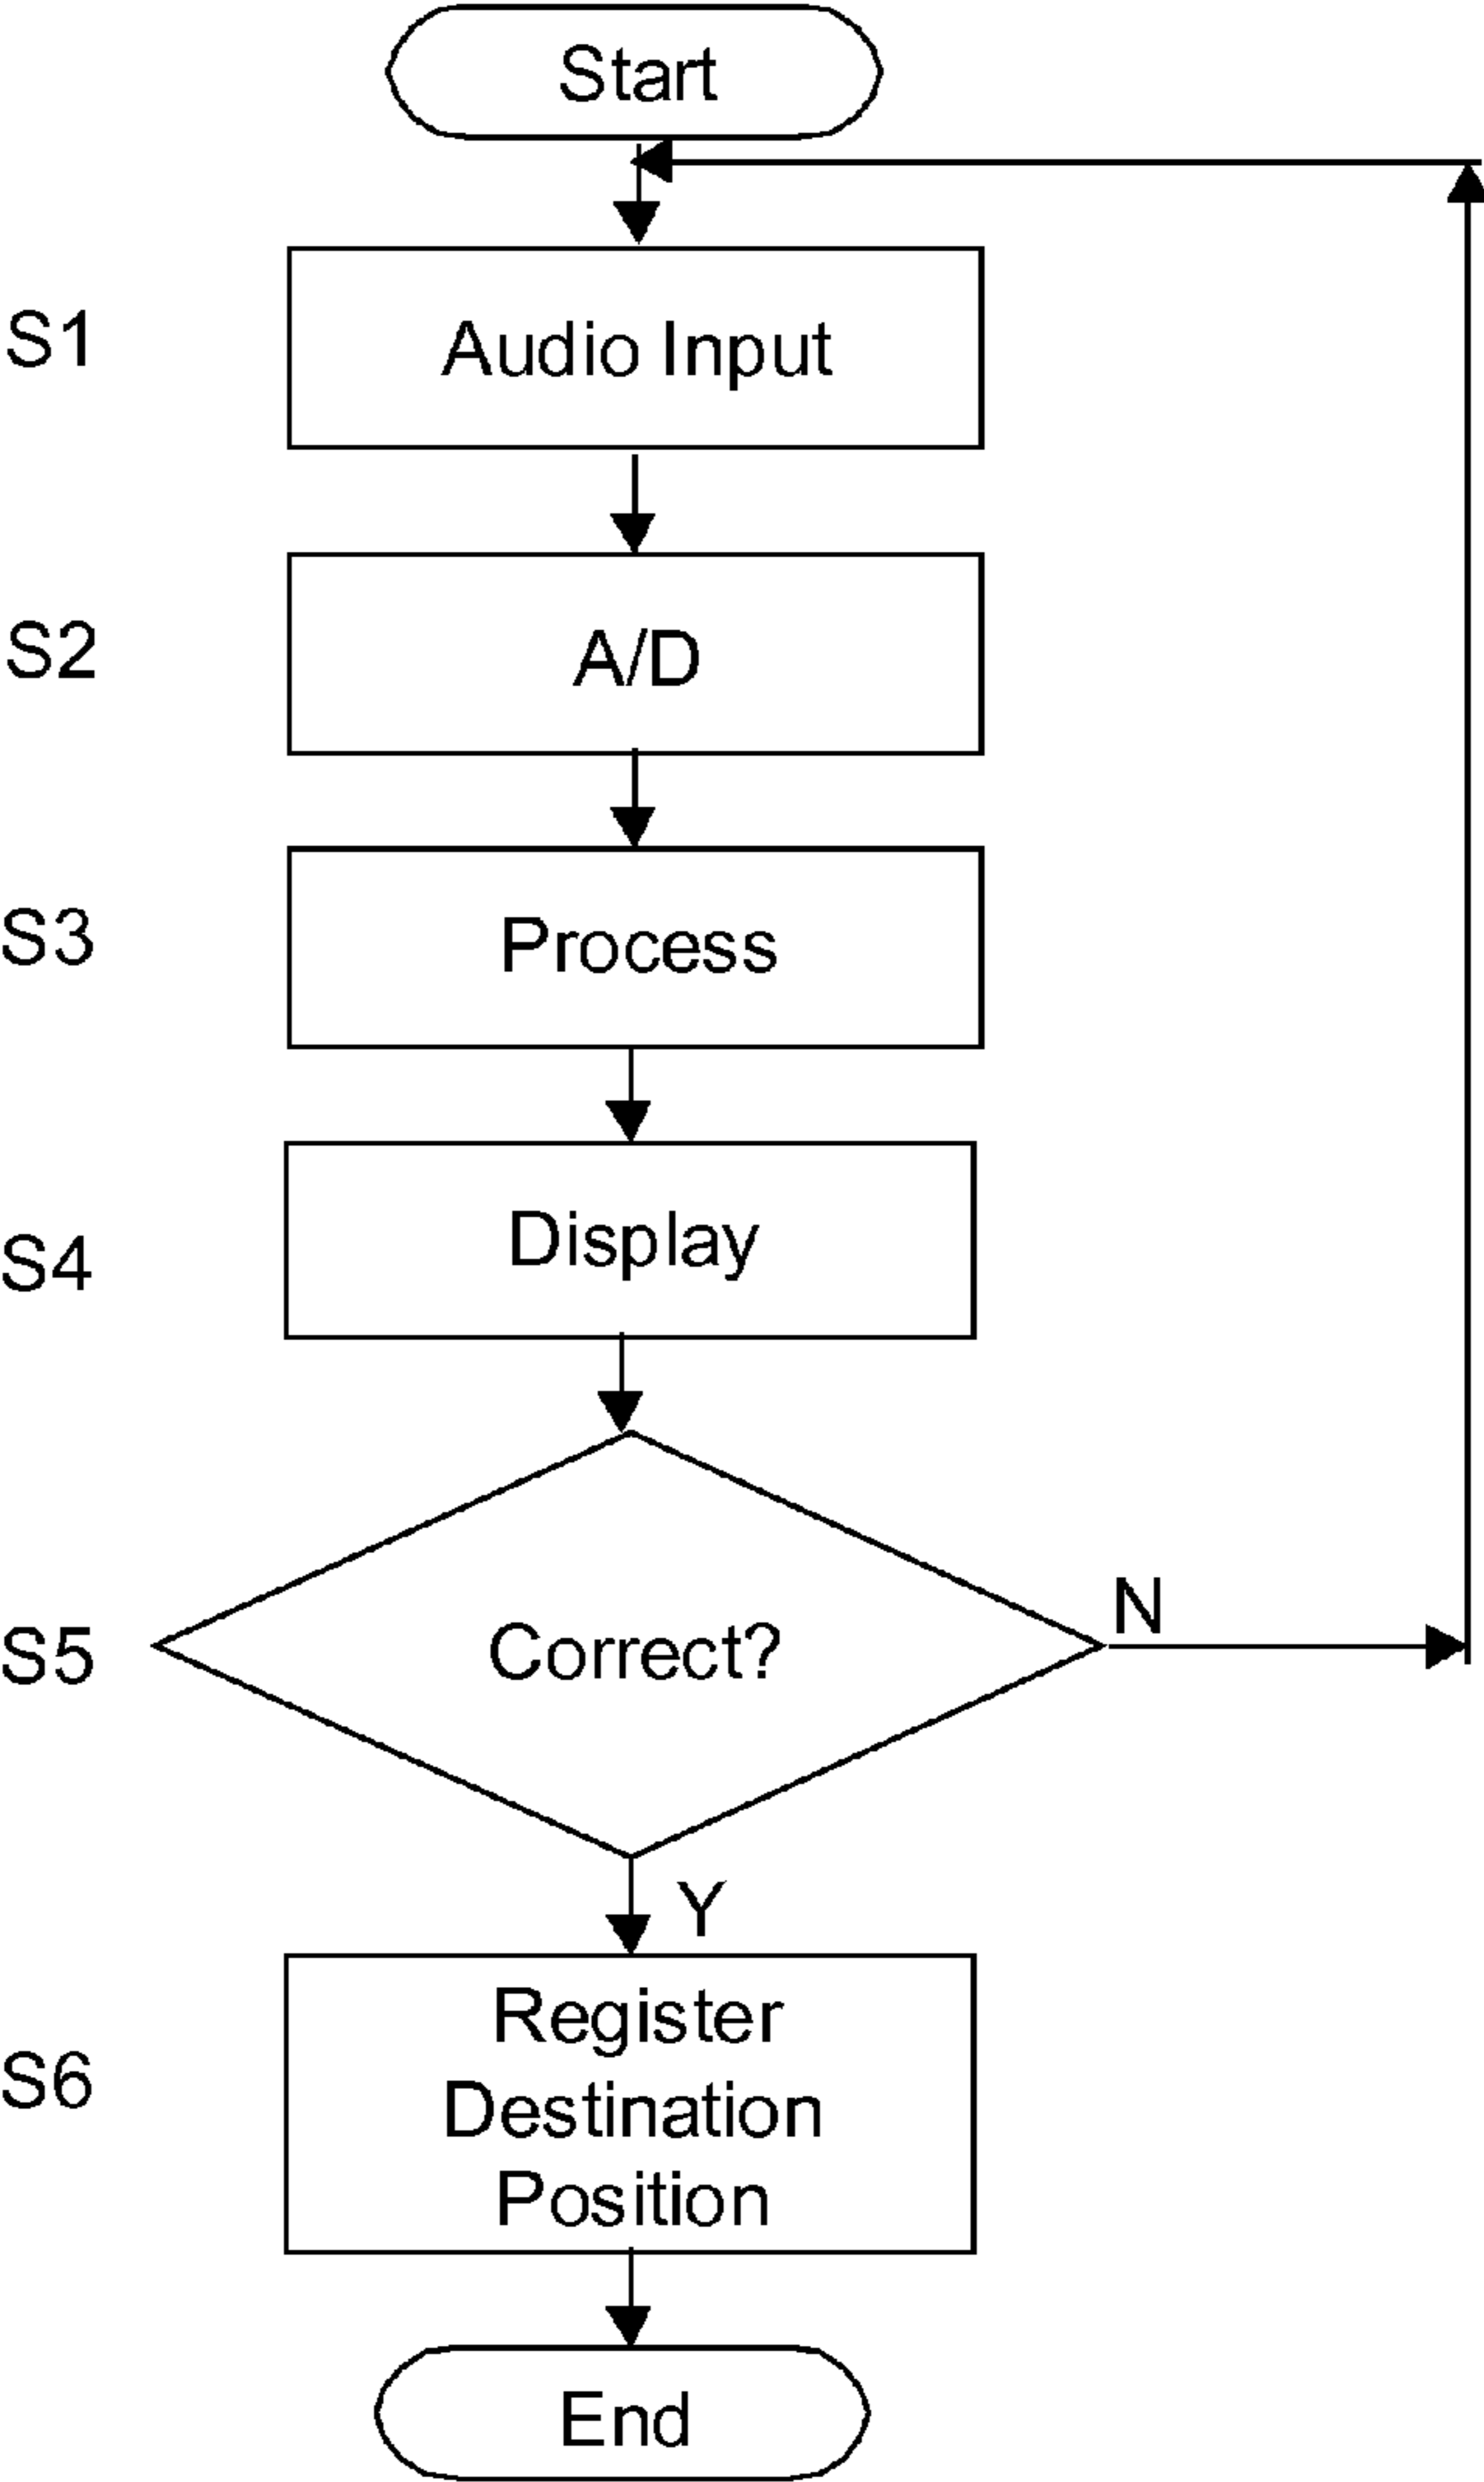 Start
S1
Audio Input
S2
A/D
S3
Process
S4
Display
S5
Correct?
N
Y
S6
Register
Destination
Position
End